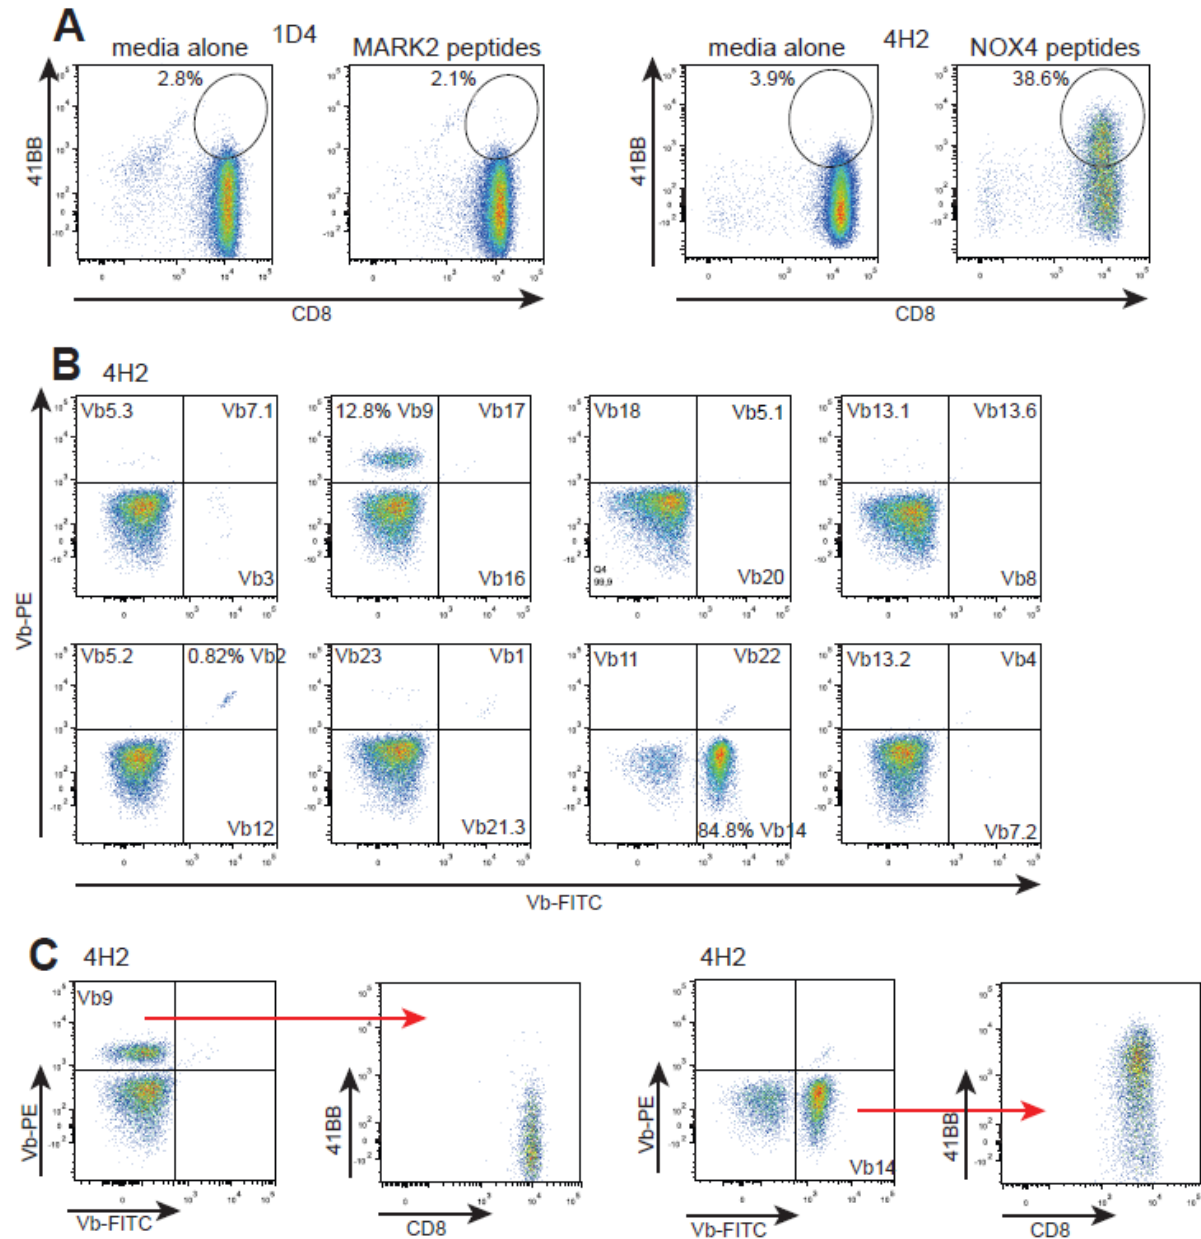 A
1D4
4H2
media alone
MARK2 peptides
media alone
NOX4 peptides
2.8%
2.1%
3.9%
38.6%
41BB
41BB
CD8
CD8
B
4H2
Vb5.3
Vb7.1
Vb3
12.8% Vb9
Vb17
Vb16
Vb18
Vb5.1
Q4
99.9
Vb20
Vb13.1
Vb13.6
Vb8
Vb-PE
Vb5.2
0.82% Vb2
Vb12
Vb23
Vb1
Vb21.3
Vb11
Vb22
84.8% Vb14
Vb13.2
Vb4
Vb7.2
Vb-FITC
C
4H2
4H2
Vb9
Vb-PE
Vb-FITC
41BB
CD8
Vb-PE
Vb14
Vb-FITC
41BB
CD8